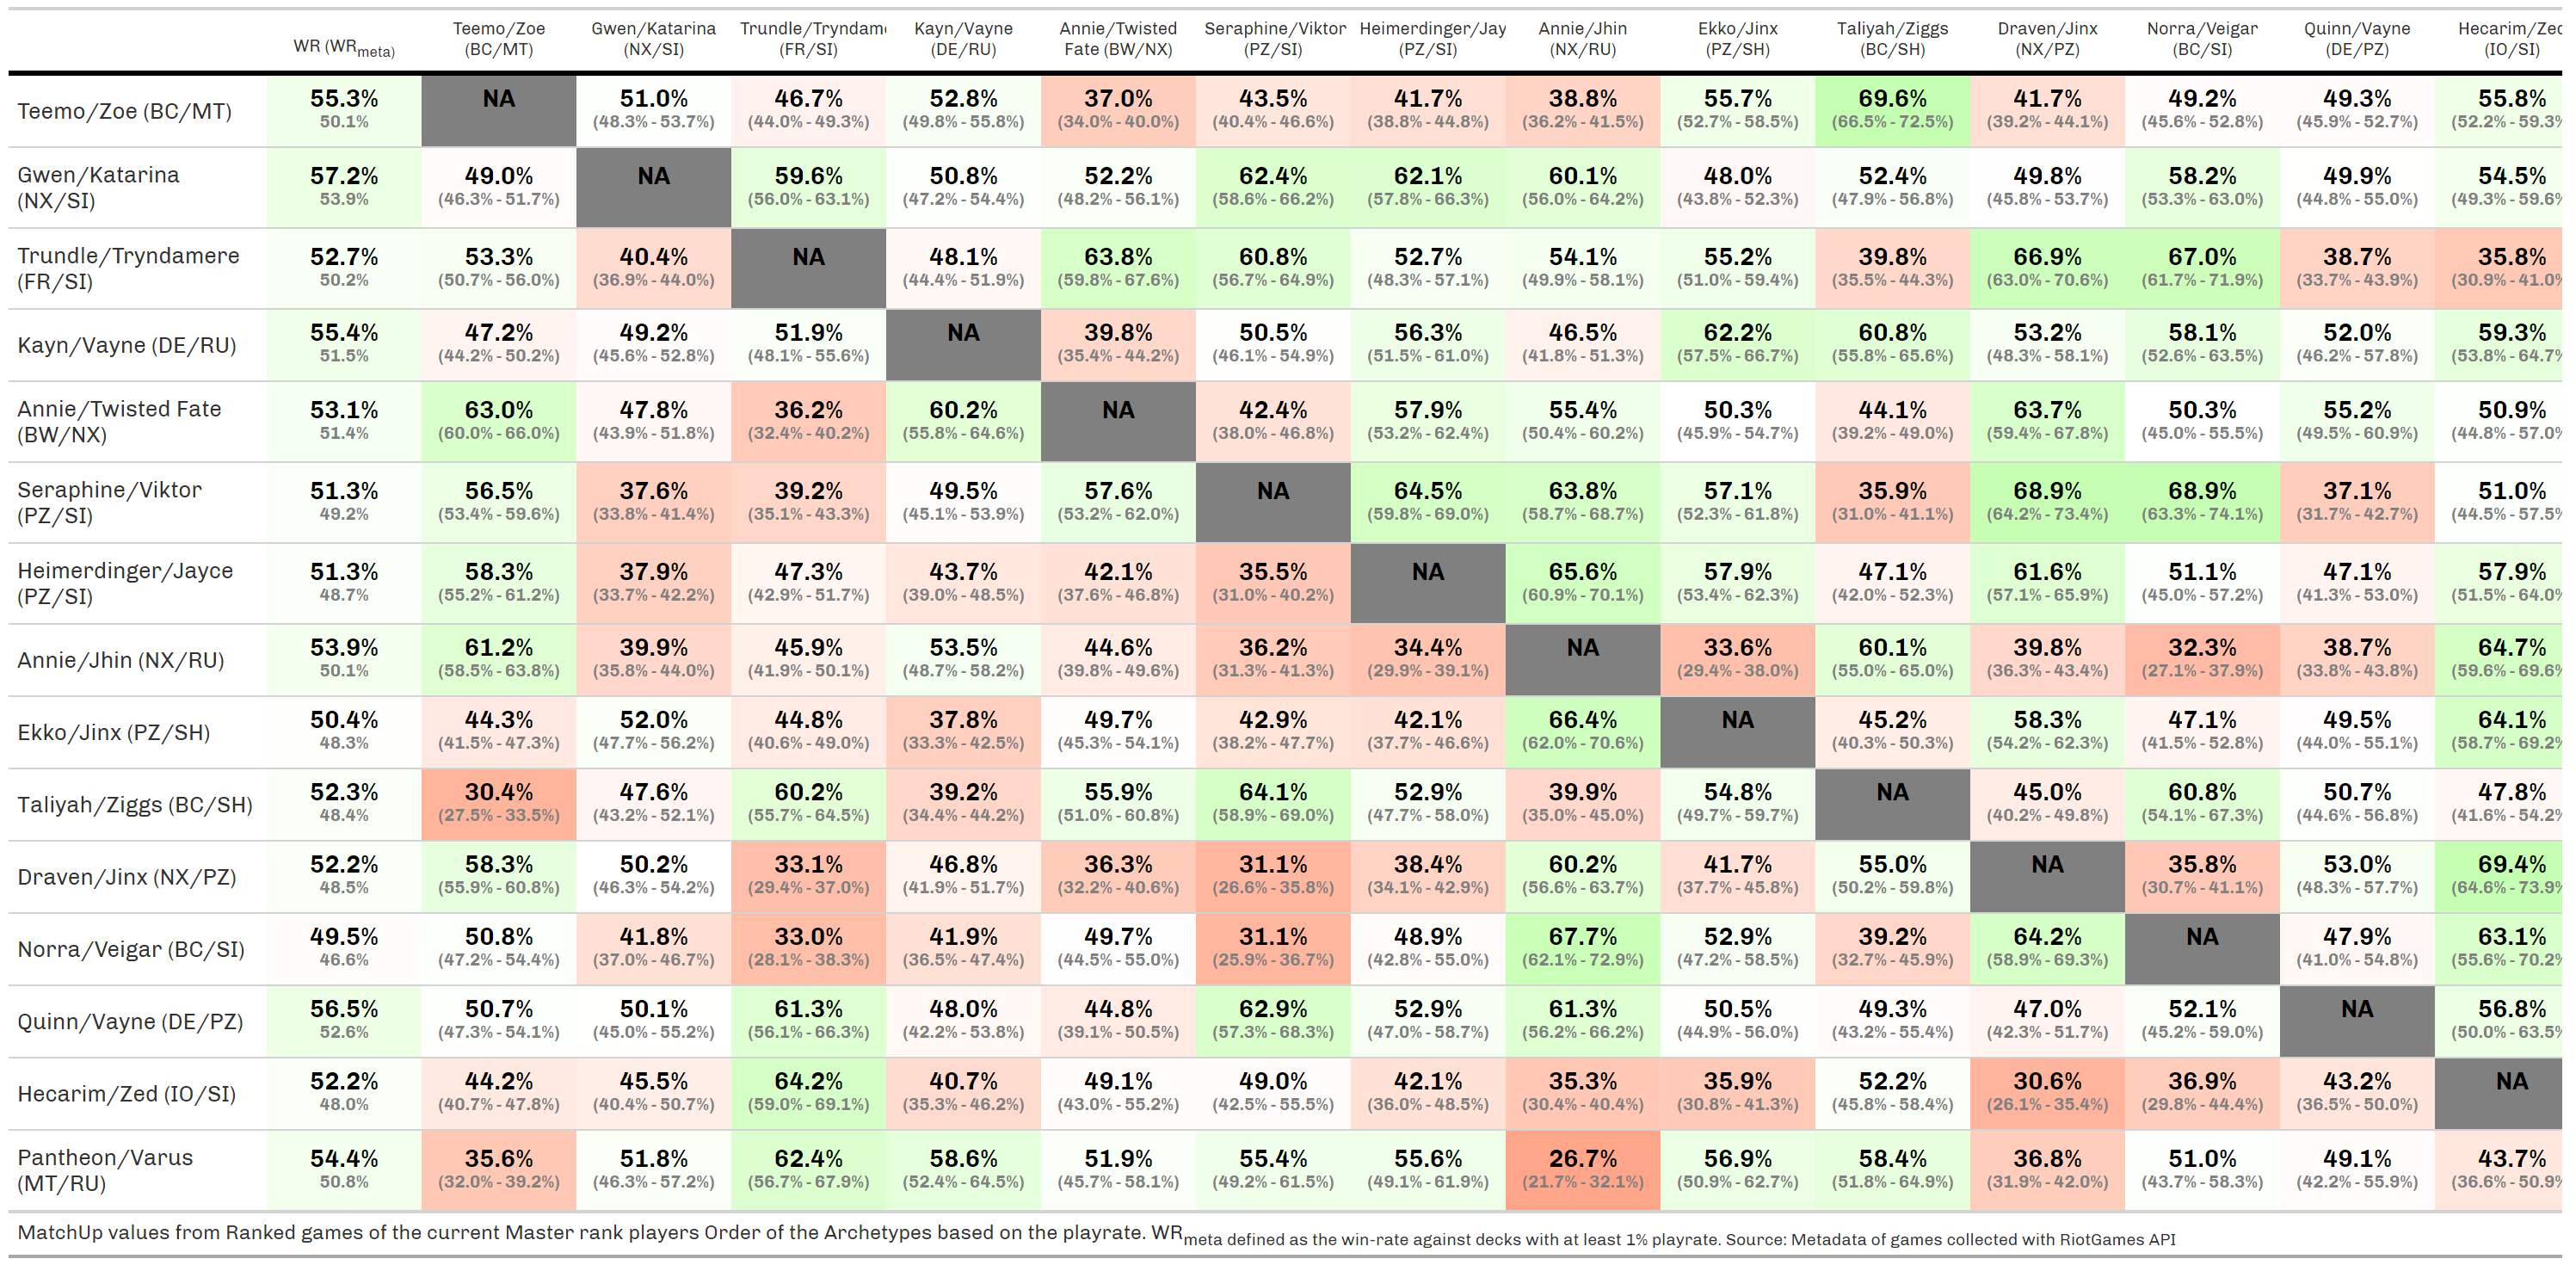 WR (WRmeta) Teemo/Zoe (BC/MT) Gwen/Katarina (NX/SI) Trundle/Tryndam (FR/SI) Kayn/Vayne (DE/RU) Annie/Twisted Fate (BW/NX) Seraphine/Viktor (PZ/SI) Heimerdinger/Jay (PZ/SI) Annie/Jhin (NX/RU) Ekko/Jinx (PZ/SH) Taliyah/Ziggs (BC/SH) Draven/Jinx (NX/PZ) Norra/Veigar (BC/SI) Quinn/Vayne (DE/PZ) Hecarim/Zed (IO/SI)
Teemo/Zoe (BC/MT) 55.3% NA 51.0% 46.7% 52.8% 37.0% 43.5% 41.7% 38.8% 55.7% 69.6% 41.7% 49.2% 49.3% 55.8%
50.1% (48.3% - 53.7%) (44.0% - 49.3%) (49.8% - 55.8%) (34.0% - 40.0%) (40.4% - 46.6%) (38.8% - 44.8%) (36.2% - 41.5%) (52.7% - 58.5%) (66.5% - 72.5%) (39.2% - 44.1%) (45.6% - 52.8%) (45.9% - 52.7%) (52.2% - 59.3%
Gwen/Katarina (NX/SI) 57.2% 49.0% NA 59.6% 50.8% 52.2% 62.4% 62.1% 60.1% 48.0% 52.4% 49.8% 58.2% 49.9% 54.5%
53.9% (46.3% - 51.7%) (56.0% - 63.1%) (47.2% - 54.4%) (48.2% - 56.1%) (58.6% - 66.2%) (57.8% - 66.3%) (56.0% - 64.2%) (43.8% - 52.3%) (47.9% - 56.8%) (45.8% - 53.7%) (53.3% - 63.0%) (44.8% - 55.0%) (49.3% - 59.6%
Trundle/Tryndamere (FR/SI) 52.7% 53.3% 40.4% NA 48.1% 63.8% 60.8% 52.7% 54.1% 55.2% 39.8% 66.9% 67.0% 38.7% 35.8%
50.2% (50.7% - 56.0%) (36.9% - 44.0%) (44.4% - 51.9%) (59.8% - 67.6%) (56.7% - 64.9%) (48.3% - 57.1%) (49.9% - 58.1%) (51.0% - 59.4%) (35.5% - 44.3%) (63.0% - 70.6%) (61.7% - 71.9%) (33.7% - 43.9%) (30.9% - 41.0%
Kayn/Vayne (DE/RU) 55.4% 47.2% 49.2% 51.9% NA 39.8% 50.5% 56.3% 46.5% 62.2% 60.8% 53.2% 58.1% 52.0% 59.3%
51.5% (44.2% - 50.2%) (45.6% - 52.8%) (48.1% - 55.6%) (35.4% - 44.2%) (46.1% - 54.9%) (51.5% - 61.0%) (41.8% - 51.3%) (57.5% - 66.7%) (55.8% - 65.6%) (48.3% - 58.1%) (52.6% - 63.5%) (46.2% - 57.8%) (53.8% - 64.7%
Annie/Twisted Fate (BW/NX) 53.1% 63.0% 47.8% 36.2% 60.2% NA 42.4% 57.9% 55.4% 50.3% 44.1% 63.7% 50.3% 55.2% 50.9%
51.4% (60.0% - 66.0%) (43.9% - 51.8%) (32.4% - 40.2%) (55.8% - 64.6%) (38.0% - 46.8%) (53.2% - 62.4%) (50.4% - 60.2%) (45.9% - 54.7%) (39.2% - 49.0%) (59.4% - 67.8%) (45.0% - 55.5%) (49.5% - 60.9%) (44.8% - 57.0%
Seraphine/Viktor (PZ/SI) 51.3% 56.5% 37.6% 39.2% 49.5% 57.6% NA 64.5% 63.8% 57.1% 35.9% 68.9% 68.9% 37.1% 51.0%
49.2% (53.4% - 59.6%) (33.8% - 41.4%) (35.1% - 43.3%) (45.1% - 53.9%) (53.2% - 62.0%) (59.8% - 69.0%) (58.7% - 68.7%) (52.3% - 61.8%) (31.0% - 41.1%) (64.2% - 73.4%) (63.3% - 74.1%) (31.7% - 42.7%) (44.5% - 57.5%
Heimerdinger/Jayce (PZ/SI) 51.3% 58.3% 37.9% 47.3% 43.7% 42.1% 35.5% NA 65.6% 57.9% 47.1% 61.6% 51.1% 47.1% 57.9%
48.7% (55.2% - 61.2%) (33.7% - 42.2%) (42.9% - 51.7%) (39.0% - 48.5%) (37.6% - 46.8%) (31.0% - 40.2%) (60.9% - 70.1%) (53.4% - 62.3%) (42.0% - 52.3%) (57.1% - 65.9%) (45.0% - 57.2%) (41.3% - 53.0%) (51.5% - 64.0%
Annie/Jhin (NX/RU) 53.9% 61.2% 39.9% 45.9% 53.5% 44.6% 36.2% 34.4% NA 33.6% 60.1% 39.8% 32.3% 38.7% 64.7%
50.1% (58.5% - 63.8%) (35.8% - 44.0%) (41.9% - 50.1%) (48.7% - 58.2%) (39.8% - 49.6%) (31.3% - 41.3%) (29.9% - 39.1%) (29.4% - 38.0%) (55.0% - 65.0%) (36.3% - 43.4%) (27.1% - 37.9%) (33.8% - 43.8%) (59.6% - 69.6%
Ekko/Jinx (PZ/SH) 50.4% 44.3% 52.0% 44.8% 37.8% 49.7% 42.9% 42.1% 66.4% NA 45.2% 58.3% 47.1% 49.5% 64.1%
48.3% (41.5% - 47.3%) (47.7% - 56.2%) (40.6% - 49.0%) (33.3% - 42.5%) (45.3% - 54.1%) (38.2% - 47.7%) (37.7% - 46.6%) (62.0% - 70.6%) (40.3% - 50.3%) (54.2% - 62.3%) (41.5% - 52.8%) (44.0% - 55.1%) (58.7% - 69.2%
Taliyah/Ziggs (BC/SH) 52.3% 30.4% 47.6% 60.2% 39.2% 55.9% 64.1% 52.9% 39.9% 54.8% NA 45.0% 60.8% 50.7% 47.8%
48.4% (27.5% - 33.5%) (43.2% - 52.1%) (55.7% - 64.5%) (34.4% - 44.2%) (51.0% - 60.8%) (58.9% - 69.0%) (47.7% - 58.0%) (35.0% - 45.0%) (49.7% - 59.7%) (40.2% - 49.8%) (54.1% - 67.3%) (44.6% - 56.8%) (41.6% - 54.2%
Draven/Jinx (NX/PZ) 52.2% 58.3% 50.2% 33.1% 46.8% 36.3% 31.1% 38.4% 60.2% 41.7% 55.0% NA 35.8% 53.0% 69.4%
48.5% (55.9% - 60.8%) (46.3% - 54.2%) (29.4% - 37.0%) (41.9% - 51.7%) (32.2% - 40.6%) (26.6% - 35.8%) (34.1% - 42.9%) (56.6% - 63.7%) (37.7% - 45.8%) (50.2% - 59.8%) (30.7% - 41.1%) (48.3% - 57.7%) (64.6% - 73.9%
Norra/Veigar (BC/SI) 49.5% 50.8% 41.8% 33.0% 41.9% 49.7% 31.1% 48.9% 67.7% 52.9% 39.2% 64.2% NA 47.9% 63.1%
46.6% (47.2% - 54.4%) (37.0% - 46.7%) (28.1% - 38.3%) (36.5% - 47.4%) (44.5% - 55.0%) (25.9% - 36.7%) (42.8% - 55.0%) (62.1% - 72.9%) (47.2% - 58.5%) (32.7% - 45.9%) (58.9% - 69.3%) (41.0% - 54.8%) (55.6% - 70.2%
Quinn/Vayne (DE/PZ) 56.5% 50.7% 50.1% 61.3% 48.0% 44.8% 62.9% 52.9% 61.3% 50.5% 49.3% 47.0% 52.1% NA 56.8%
52.6% (47.3% - 54.1%) (45.0% - 55.2%) (56.1% - 66.3%) (42.2% - 53.8%) (39.1% - 50.5%) (57.3% - 68.3%) (47.0% - 58.7%) (56.2% - 66.2%) (44.9% - 56.0%) (43.2% - 55.4%) (42.3% - 51.7%) (45.2% - 59.0%) (50.0% - 63.5%
Hecarim/Zed (IO/SI) 52.2% 44.2% 45.5% 64.2% 40.7% 49.1% 49.0% 42.1% 35.3% 35.9% 52.2% 30.6% 36.9% 43.2% NA
48.0% (40.7% - 47.8%) (40.4% - 50.7%) (59.0% - 69.1%) (35.3% - 46.2%) (43.0% - 55.2%) (42.5% - 55.5%) (36.0% - 48.5%) (30.4% - 40.4%) (30.8% - 41.3%) (45.8% - 58.4%) (26.1% - 35.4%) (29.8% - 44.4%) (36.5% - 50.0%)
Pantheon/Varus (MT/RU) 54.4% 35.6% 51.8% 62.4% 58.6% 51.9% 55.4% 55.6% 26.7% 56.9% 58.4% 36.8% 51.0% 49.1% 43.7%
50.8% (32.0% - 39.2%) (46.3% - 57.2%) (56.7% - 67.9%) (52.4% - 64.5%) (45.7% - 58.1%) (49.2% - 61.5%) (49.1% - 61.9%) (21.7% - 32.1%) (50.9% - 62.7%) (51.8% - 64.9%) (31.9% - 42.0%) (43.7% - 58.3%) (42.2% - 55.9%) (36.6% - 50.9%
MatchUp values from Ranked games of the current Master rank players Order of the Archetypes based on the playrate. WRmeta defined as the win-rate against decks with at least 1% playrate. Source: Metadata of games collected with RiotGames API